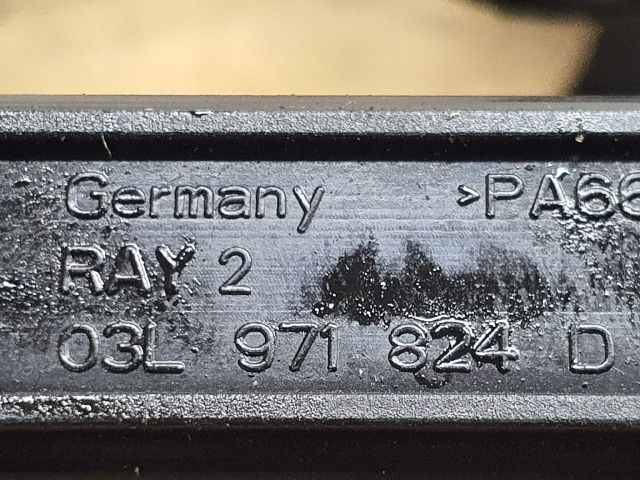 Germany >PA66
RAY 2
03L 971 824 D